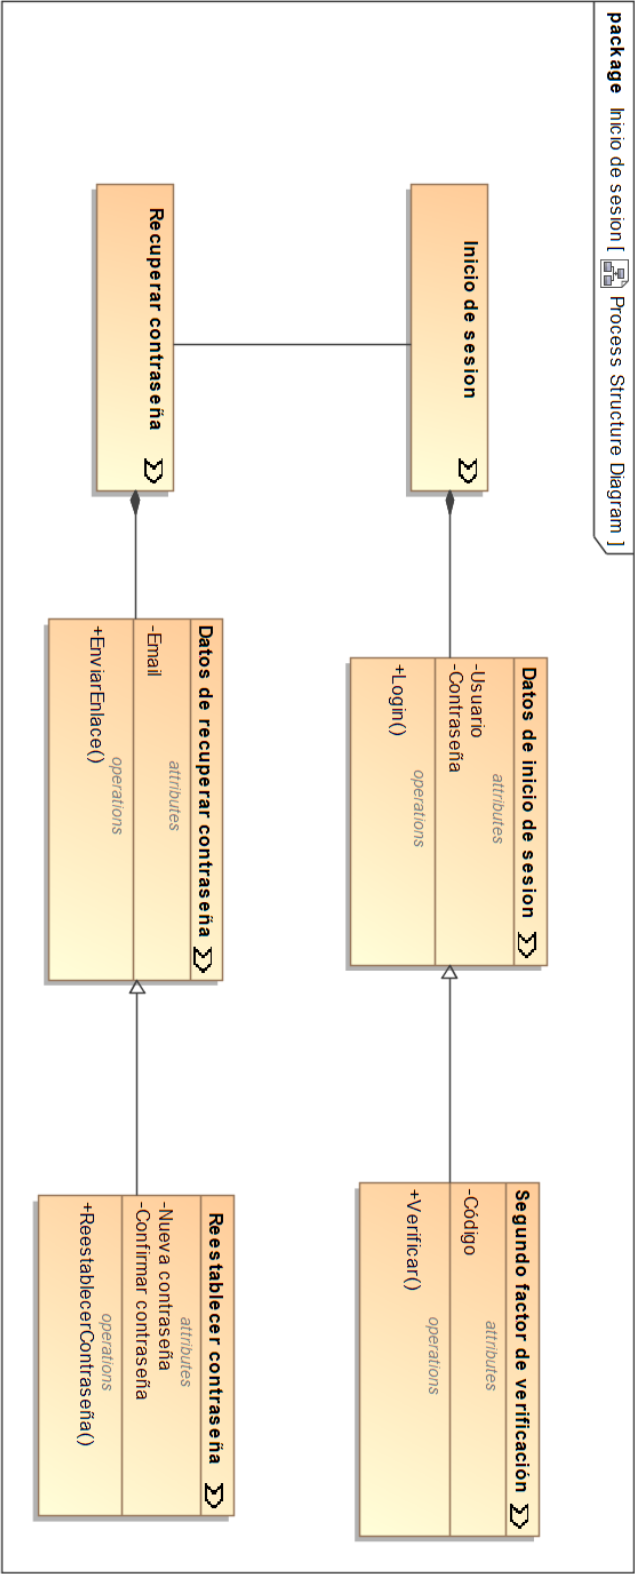 package Inicio de sesion [ Process Structure Diagram ]
Inicio de sesion
Datos de inicio de sesion
attributes
-Usuario
-Contraseña
operations
+Login()
Segundo factor de verificación
attributes
-Código
operations
+Verificar()
Recuperar contraseña
Datos de recuperar contraseña
attributes
-Email
operations
+EnviarEnlace()
Reestablecer contraseña
attributes
-Nueva contraseña
-Confirmar contraseña
operations
+ReestablecerContraseña()